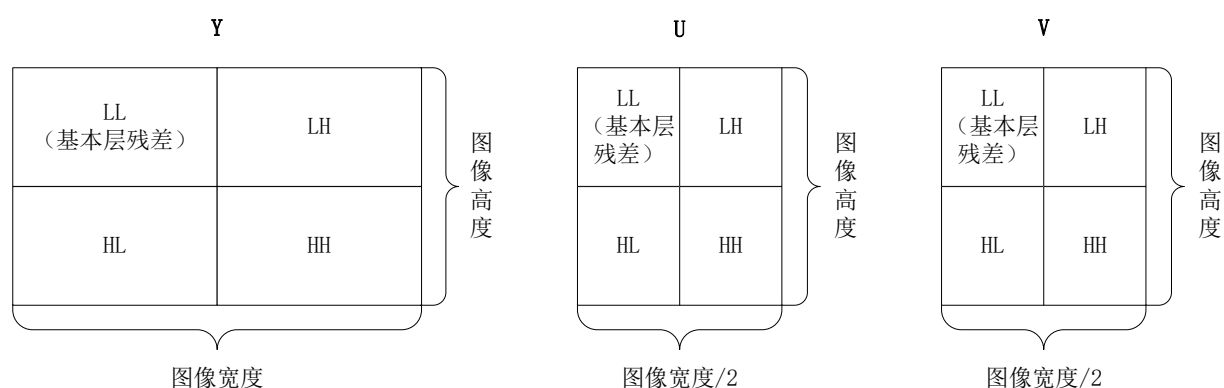 Y
LL
（基本层残差）
LH
HL
HH
图像高度
图像宽度
U
LL
（基本层
残差）
LH
HL
HH
图像高度
图像宽度/2
V
LL
（基本层
残差）
LH
HL
HH
图像高度
图像宽度/2